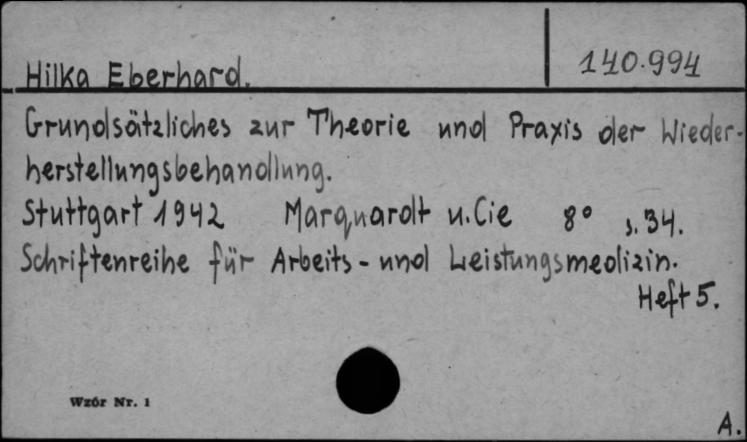 140.994
Hilka Eberhard.
Grundsätzliches zur Theorie und Praxis der Wieder-
herstellungsbehandlung.
Stuttgart 1942 Marquardt u. Cie 8° s. 34.
Schriftenreihe für Arbeits- und Leistungsmedizin.
Heft 5.
Wzór Nr. 1
A.